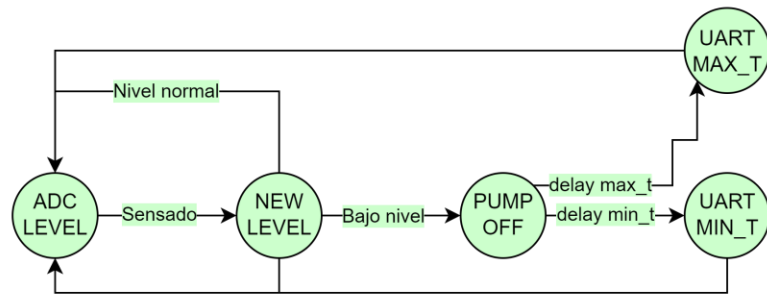 UART
MAX_T
Nivel normal
ADC
LEVEL
Sensado
NEW
LEVEL
Bajo nivel
PUMP
OFF
delay max_t
delay min_t
UART
MIN_T